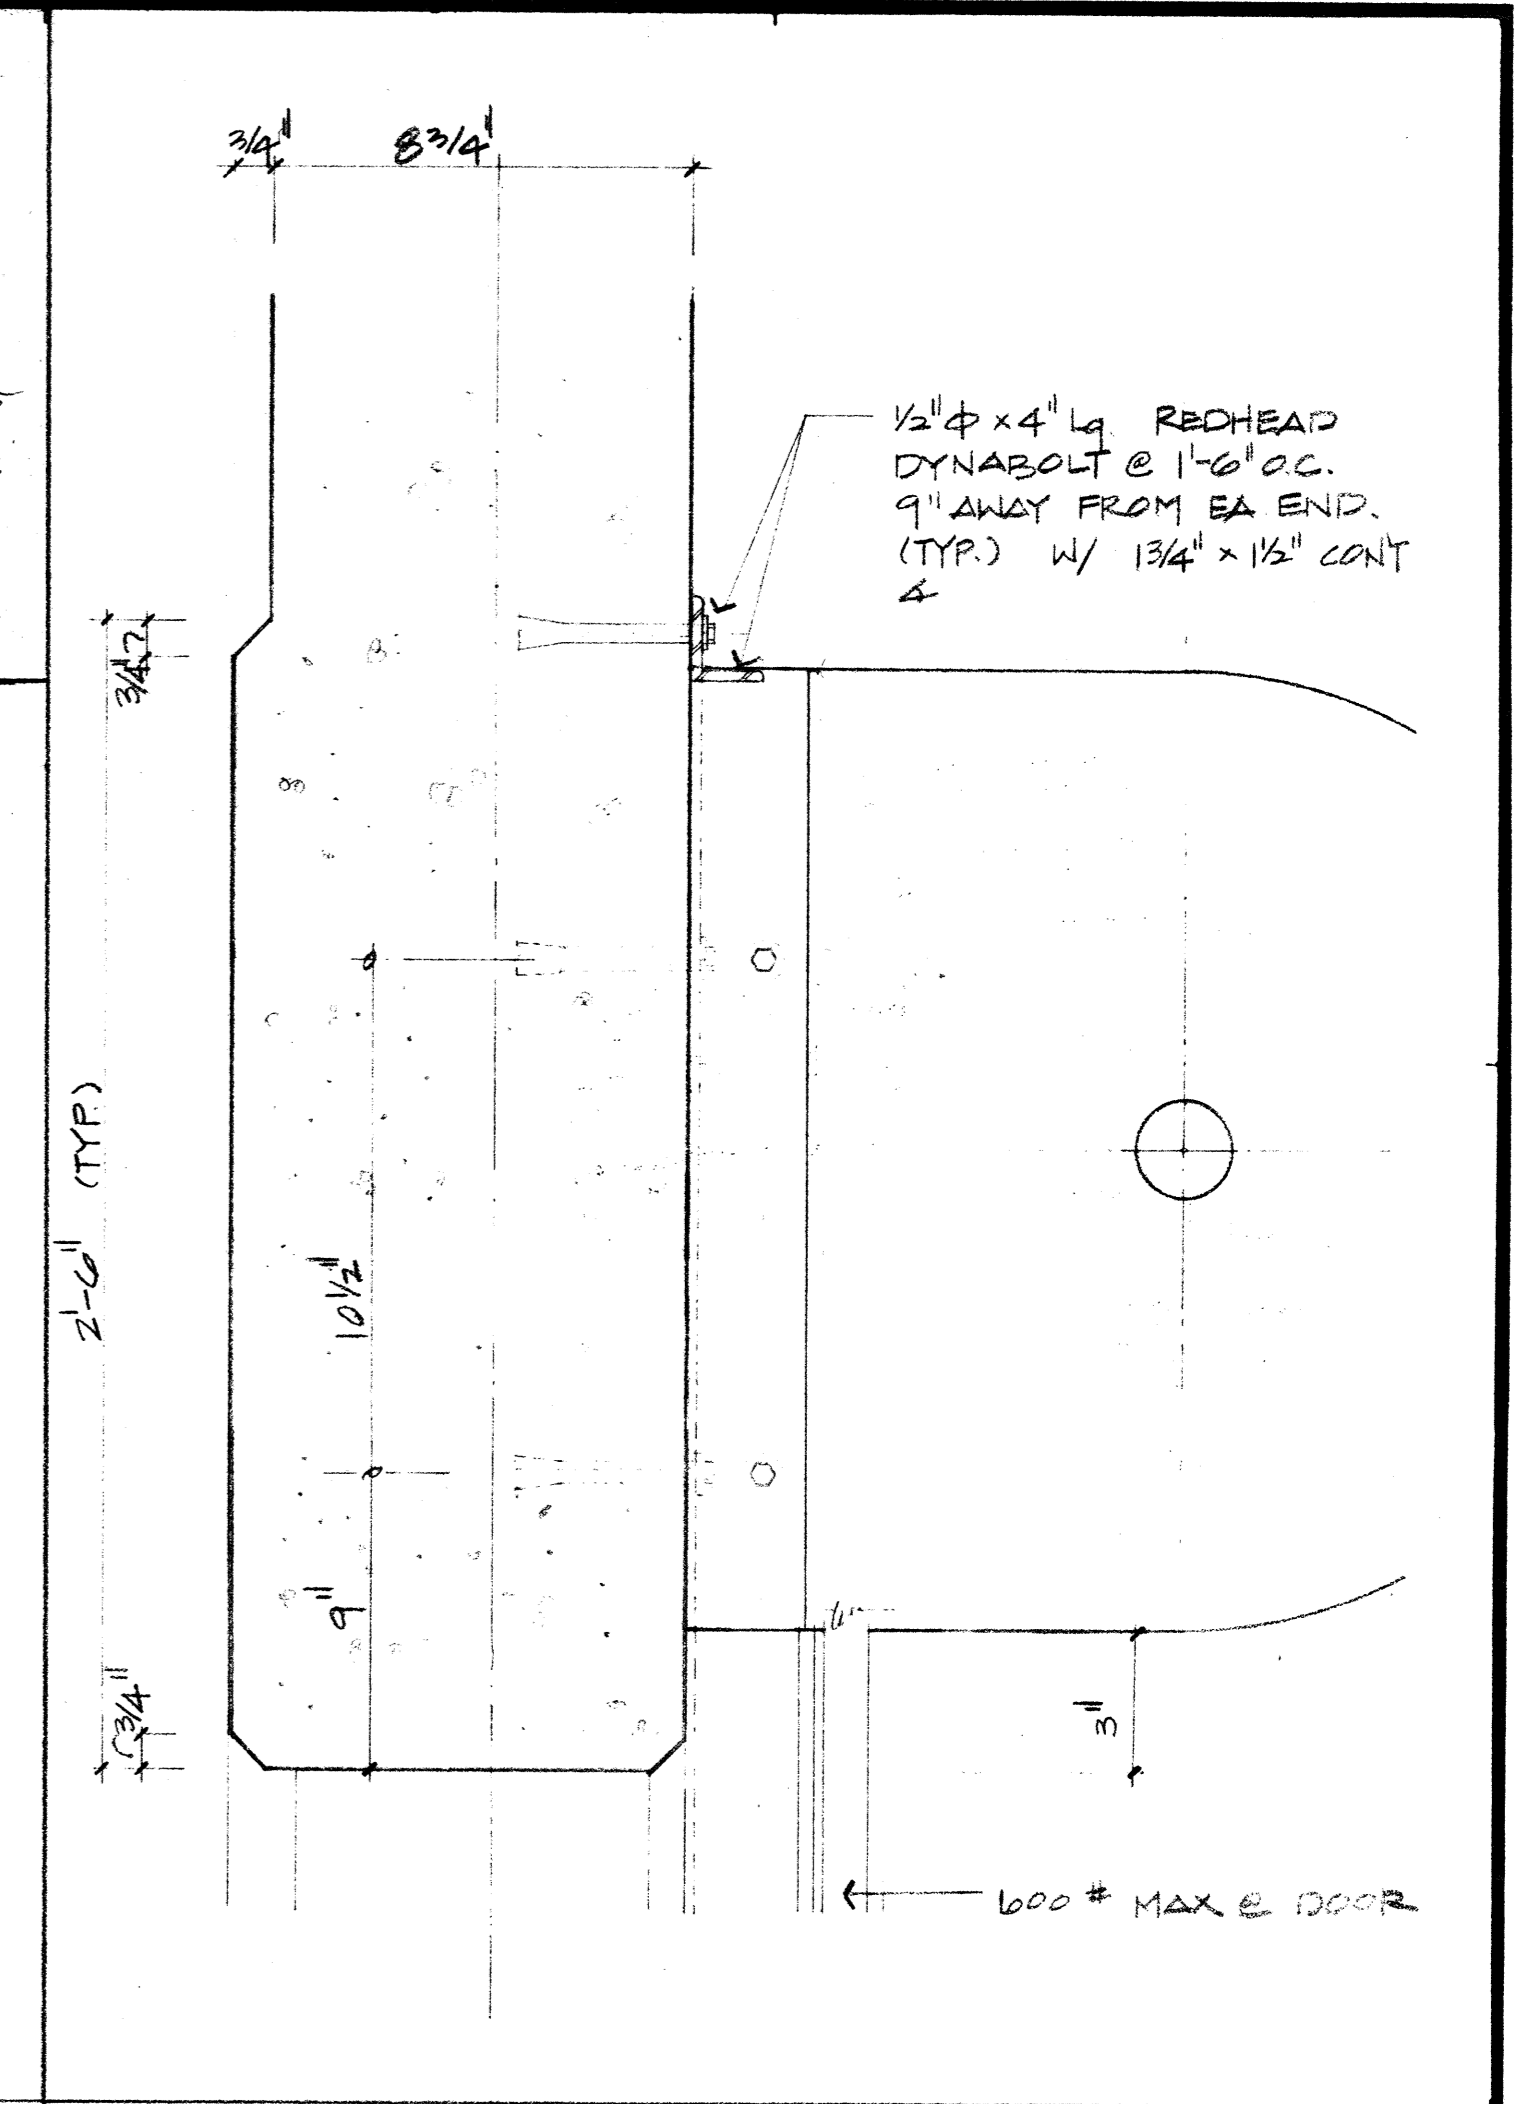 3/4"
8 3/4"
1/2"φ x 4" Lg. REDHEAD
DYNABOLT @ 1'-6" O.C.
9" AWAY FROM EA END.
(TYP.) W/ 1 3/4" x 1 1/2" CONT
∠
3/4"
2'-6" (TYP.)
10 1/2"
9"
3/4"
3"
600 # MAX @ DOOR